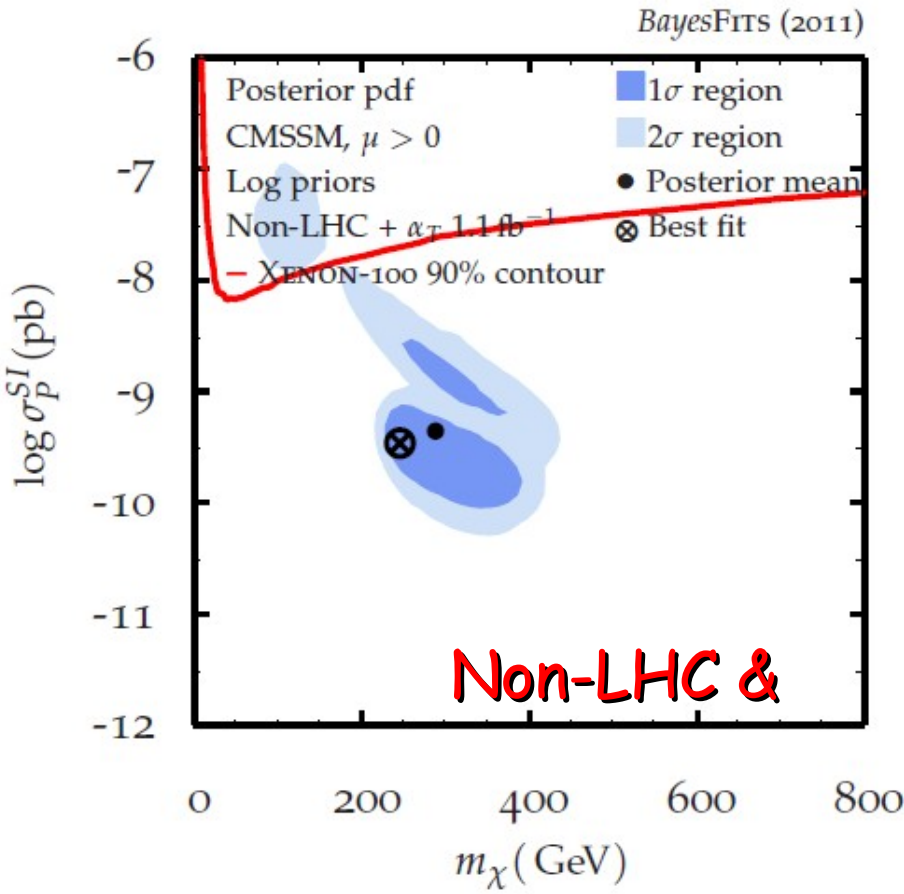 BayesFITS (2011)
-6
Posterior pdf
1σ region
CMSSM, μ > 0
2σ region
-7
Log priors
Posterior mean
Non-LHC + α_T 1.1 fb⁻¹
Best fit
-8
XENON-100 90% contour
log σ_p^{SI} (pb)
-9
-10
-11
Non-LHC &
-12
0 200 400 600 800
m_χ (GeV)